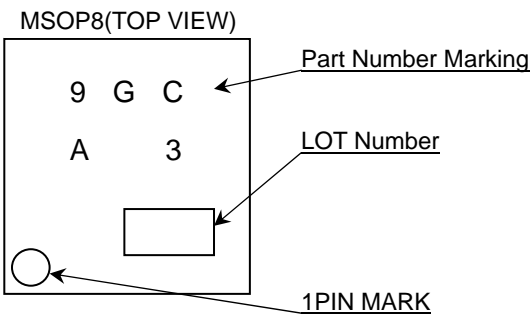 MSOP8(TOP VIEW)
Part Number Marking
9 G C
A 3
LOT Number
1PIN MARK